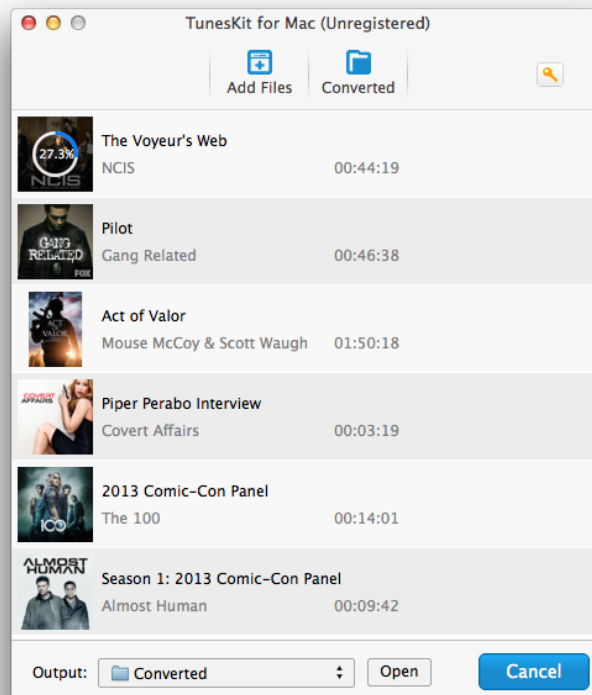 TunesKit for Mac (Unregistered)
Add Files
Converted
27.3%
NCIS
The Voyeur's Web
NCIS
00:44:19
GANG
RELATED
FOX
Pilot
Gang Related
00:46:38
ACT
OF
VALOR
Act of Valor
Mouse McCoy & Scott Waugh
01:50:18
COVERT
AFFAIRS
Piper Perabo Interview
Covert Affairs
00:03:19
100
2013 Comic-Con Panel
The 100
00:14:01
ALMOST
HUMAN
Season 1: 2013 Comic-Con Panel
Almost Human
00:09:42
Output:
Converted
Open
Cancel